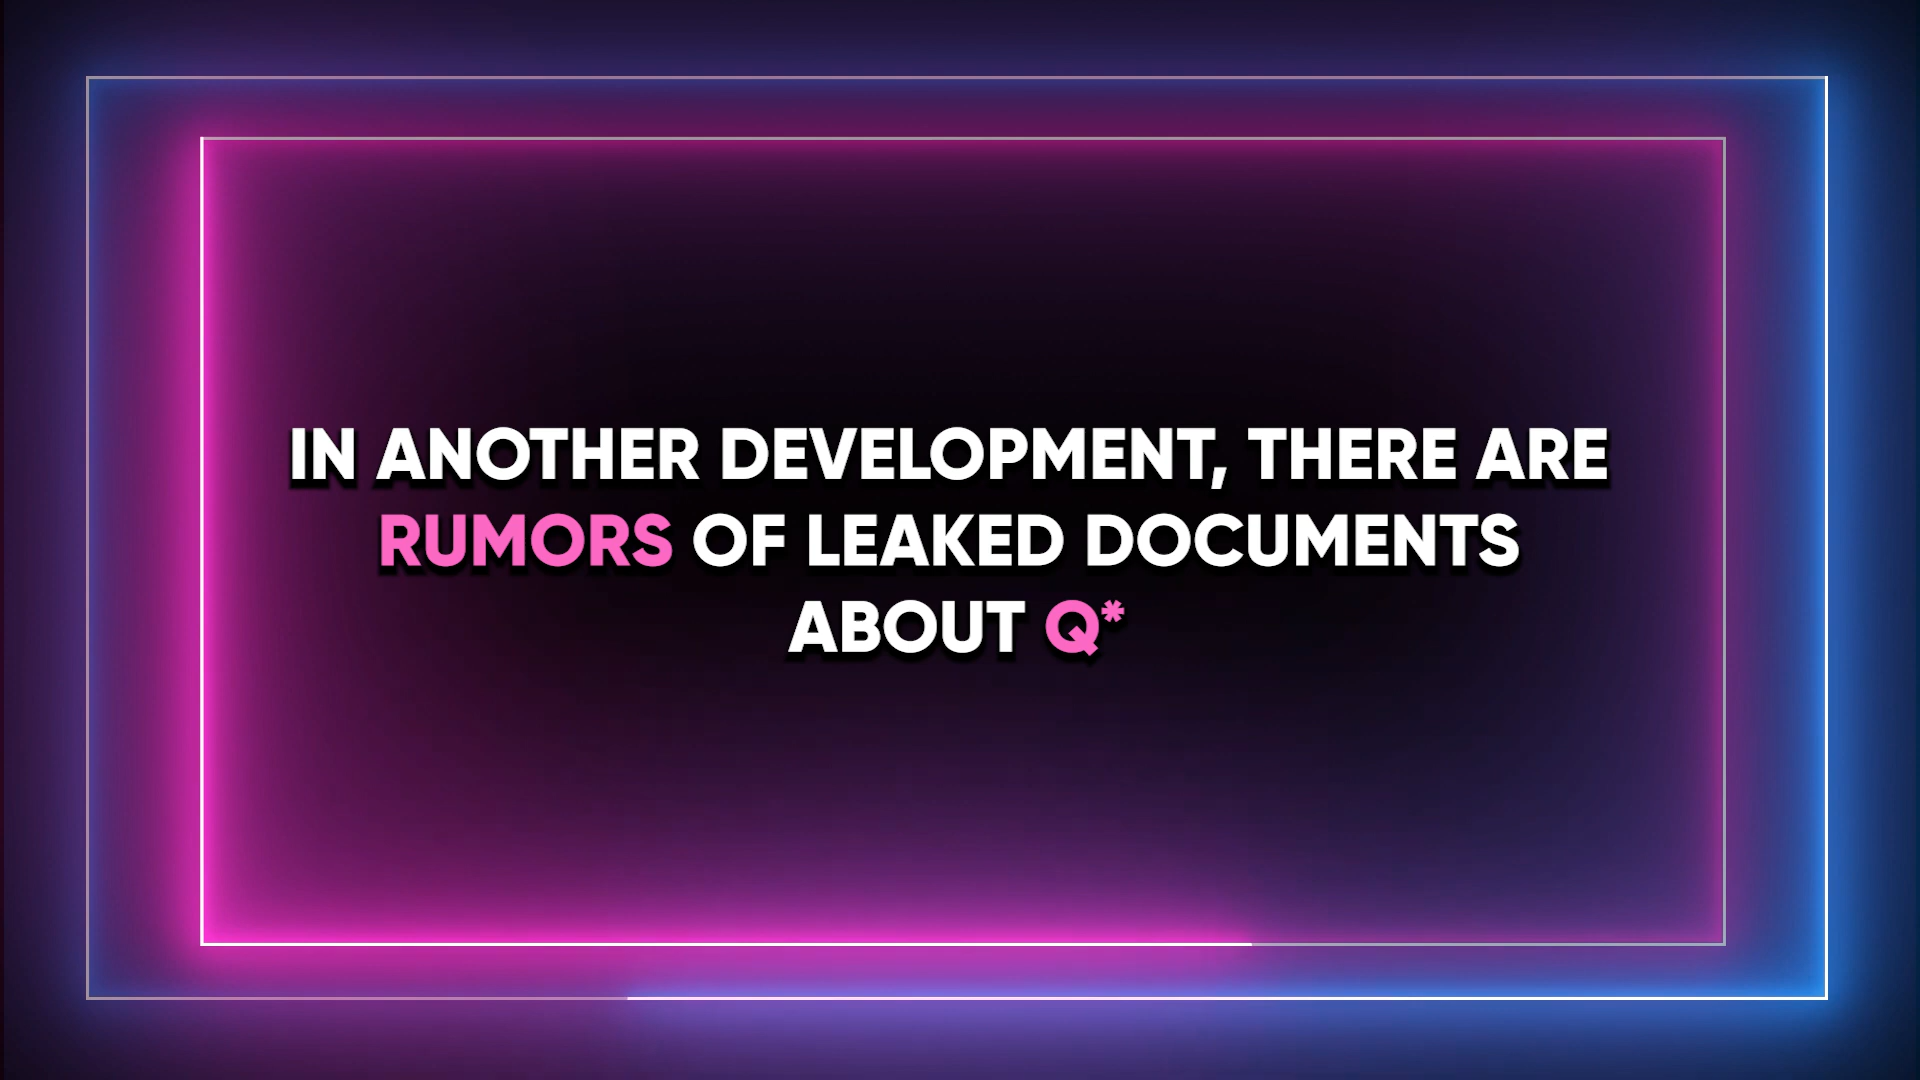 IN ANOTHER DEVELOPMENT, THERE ARE
RUMORS OF LEAKED DOCUMENTS
ABOUT Q*